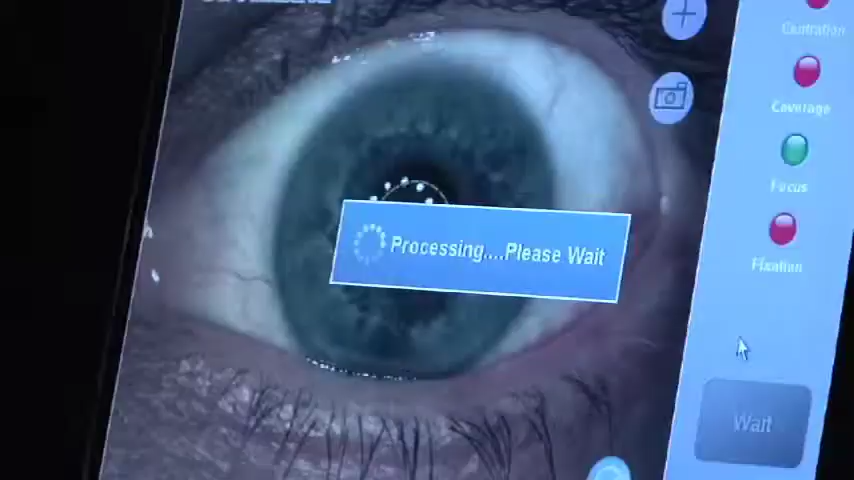 Centration
Coverage
Focus
Fixation
Processing....Please Wait
Wait